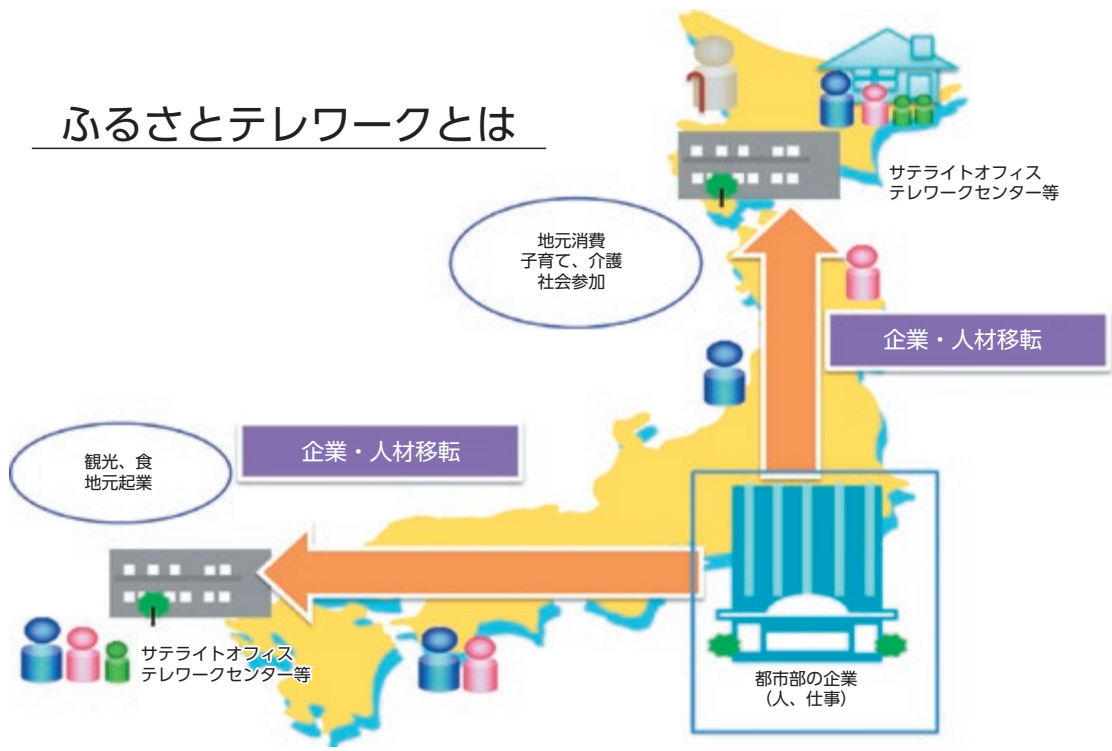 ふるさとテレワークとは
サテライトオフィス
テレワークセンター等
地元消費
子育て、介護
社会参加
企業・人材移転
企業・人材移転
観光、食
地元起業
サテライトオフィス
テレワークセンター等
都市部の企業
（人、仕事）